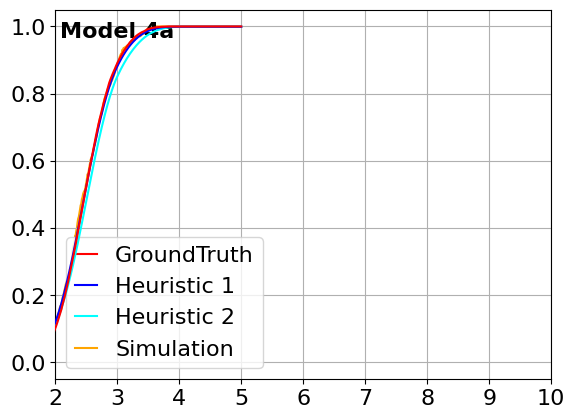 Model 4a
1.0
0.8
0.6
0.4
0.2
0.0
GroundTruth
Heuristic 1
Heuristic 2
Simulation
2 3 4 5 6 7 8 9 10